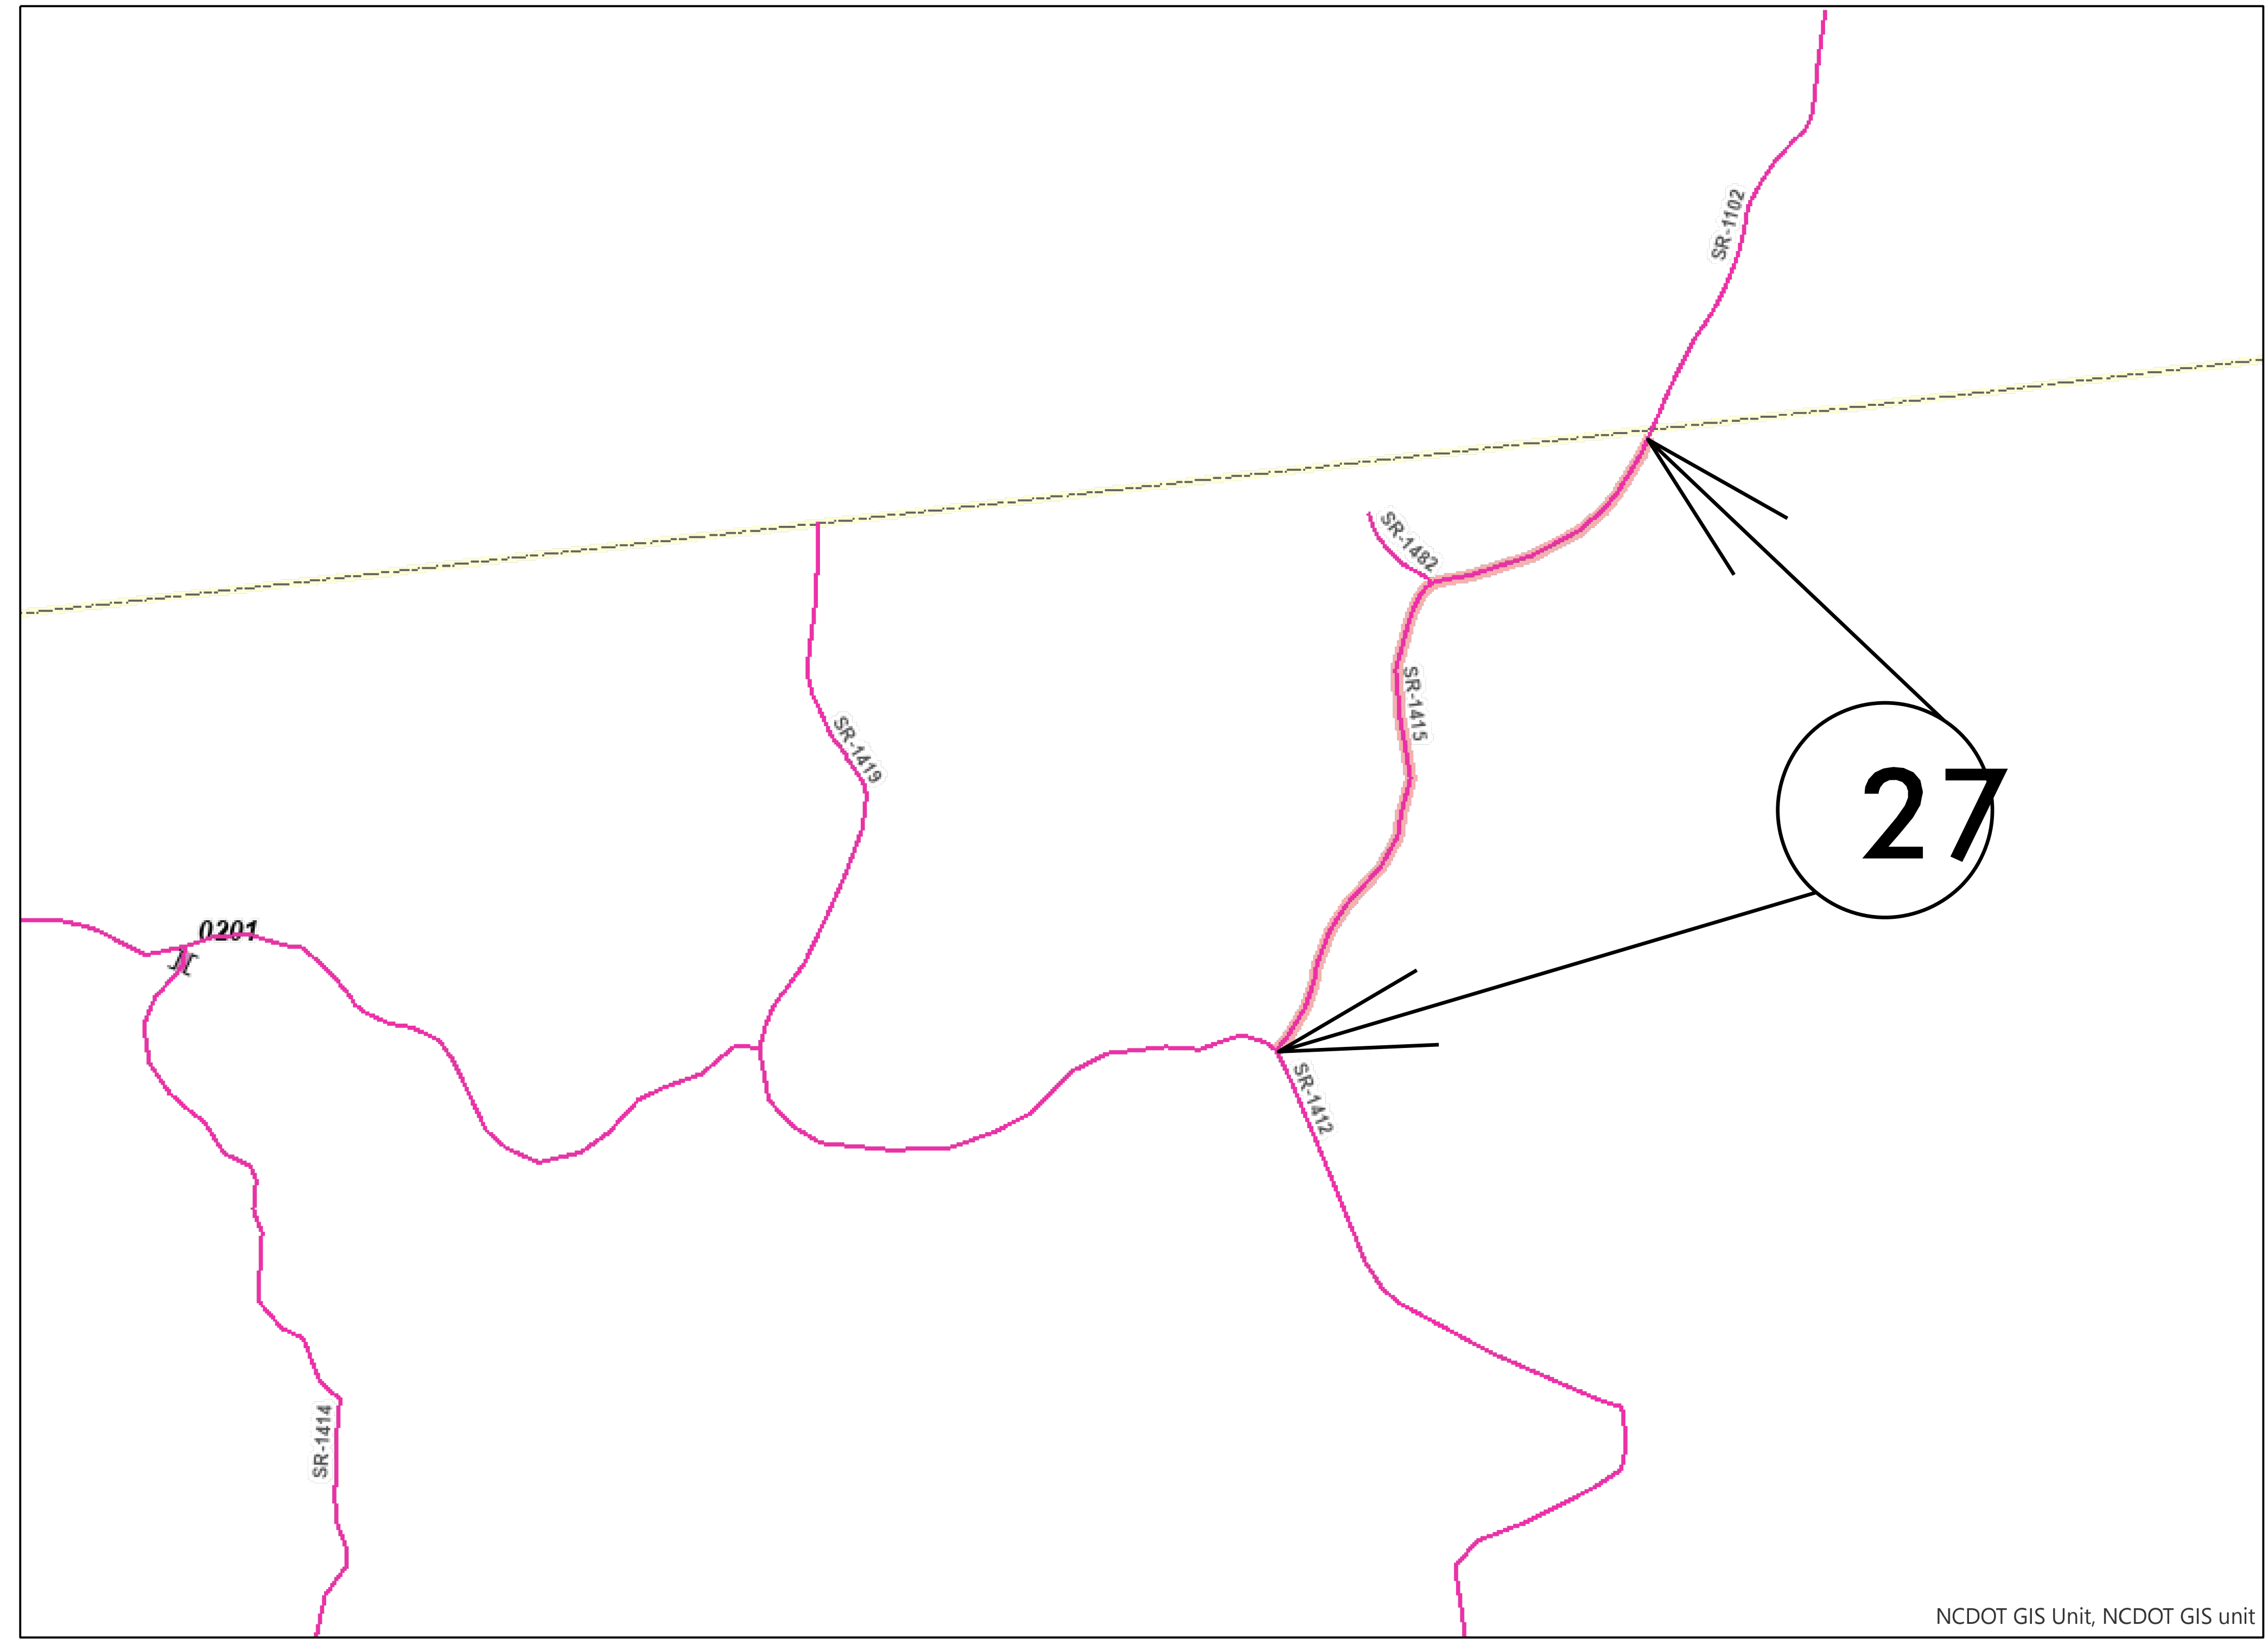 SR-1102
SR-1482
SR-1415
SR-1419
27
0201
SR-1412
SR-1414
NCDOT GIS Unit, NCDOT GIS unit